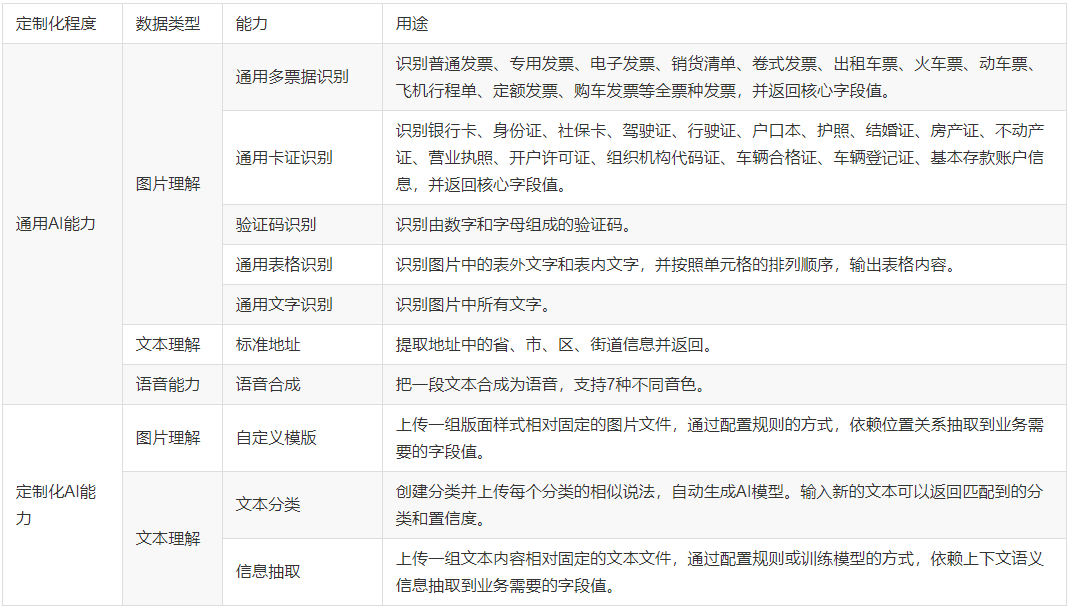 定制化程度
数据类型
能力
用途
通用AI能力
图片理解
通用多票据识别
识别普通发票、专用发票、电子发票、销货清单、卷式发票、出租车票、火车票、动车票、
飞机行程单、定额发票、购车发票等全票种发票，并返回核心字段值。
通用卡证识别
识别银行卡、身份证、社保卡、驾驶证、行驶证、户口本、护照、结婚证、房产证、不动产
证、营业执照、开户许可证、组织机构代码证、车辆合格证、车辆登记证、基本存款账户信
息，并返回核心字段值。
验证码识别
识别由数字和字母组成的验证码。
通用表格识别
识别图片中的表外文字和表内文字，并按照单元格的排列顺序，输出表格内容。
通用文字识别
识别图片中所有文字。
文本理解
标准地址
提取地址中的省、市、区、街道信息并返回。
语音能力
语音合成
把一段文本合成为语音，支持7种不同音色。
定制化AI能
力
图片理解
自定义模版
上传一组版面样式相对固定的图片文件，通过配置规则的方式，依赖位置关系抽取到业务需
要的字段值。
文本理解
文本分类
创建分类并上传每个分类的相似说法，自动生成AI模型。输入新的文本可以返回匹配到的分
类和置信度。
信息抽取
上传一组文本内容相对固定的文本文件，通过配置规则或训练模型的方式，依赖上下文语义
信息抽取到业务需要的字段值。